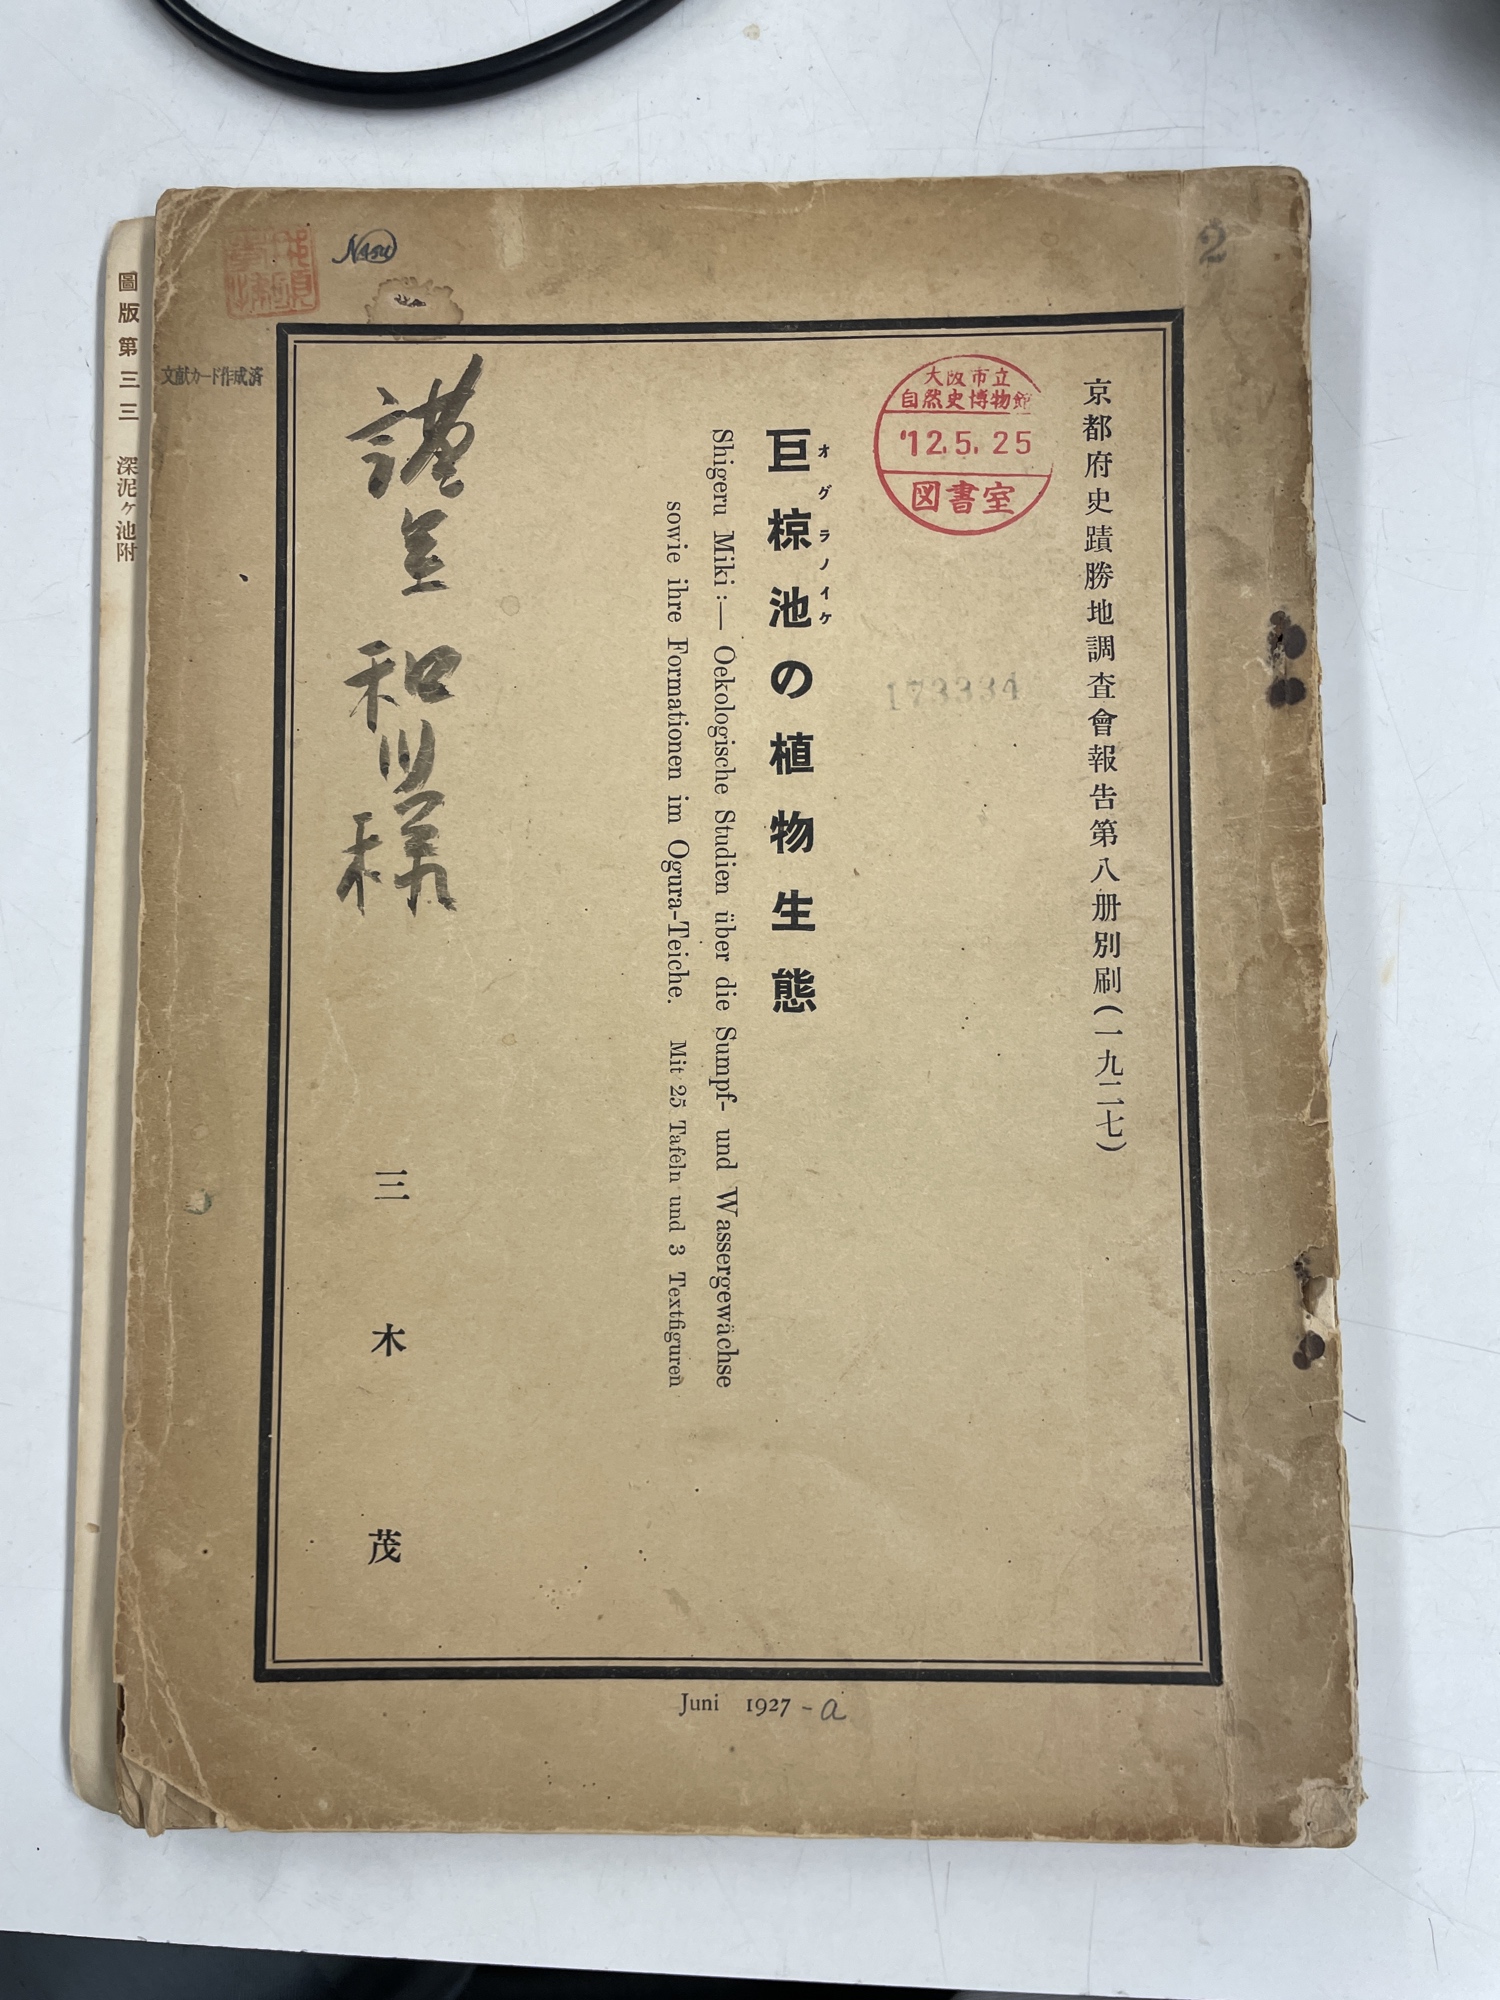 京都府史蹟勝地調査會報告第八册別刷(一九二七)
大阪市立
自然史博物館
'12.5.25
図書室
173334
オグラノイケ
巨椋池の植物生態
Shigeru Miki:— Oekologische Studien über die Sumpf- und Wassergewächse
sowie ihre Formationen im Ogura-Teiche. Mit 25 Tafeln und 3 Textfiguren
謹呈 和川様
三木茂
Juni 1927 - a
2
文献カード作成済
圖版第三三 深泥ヶ池附